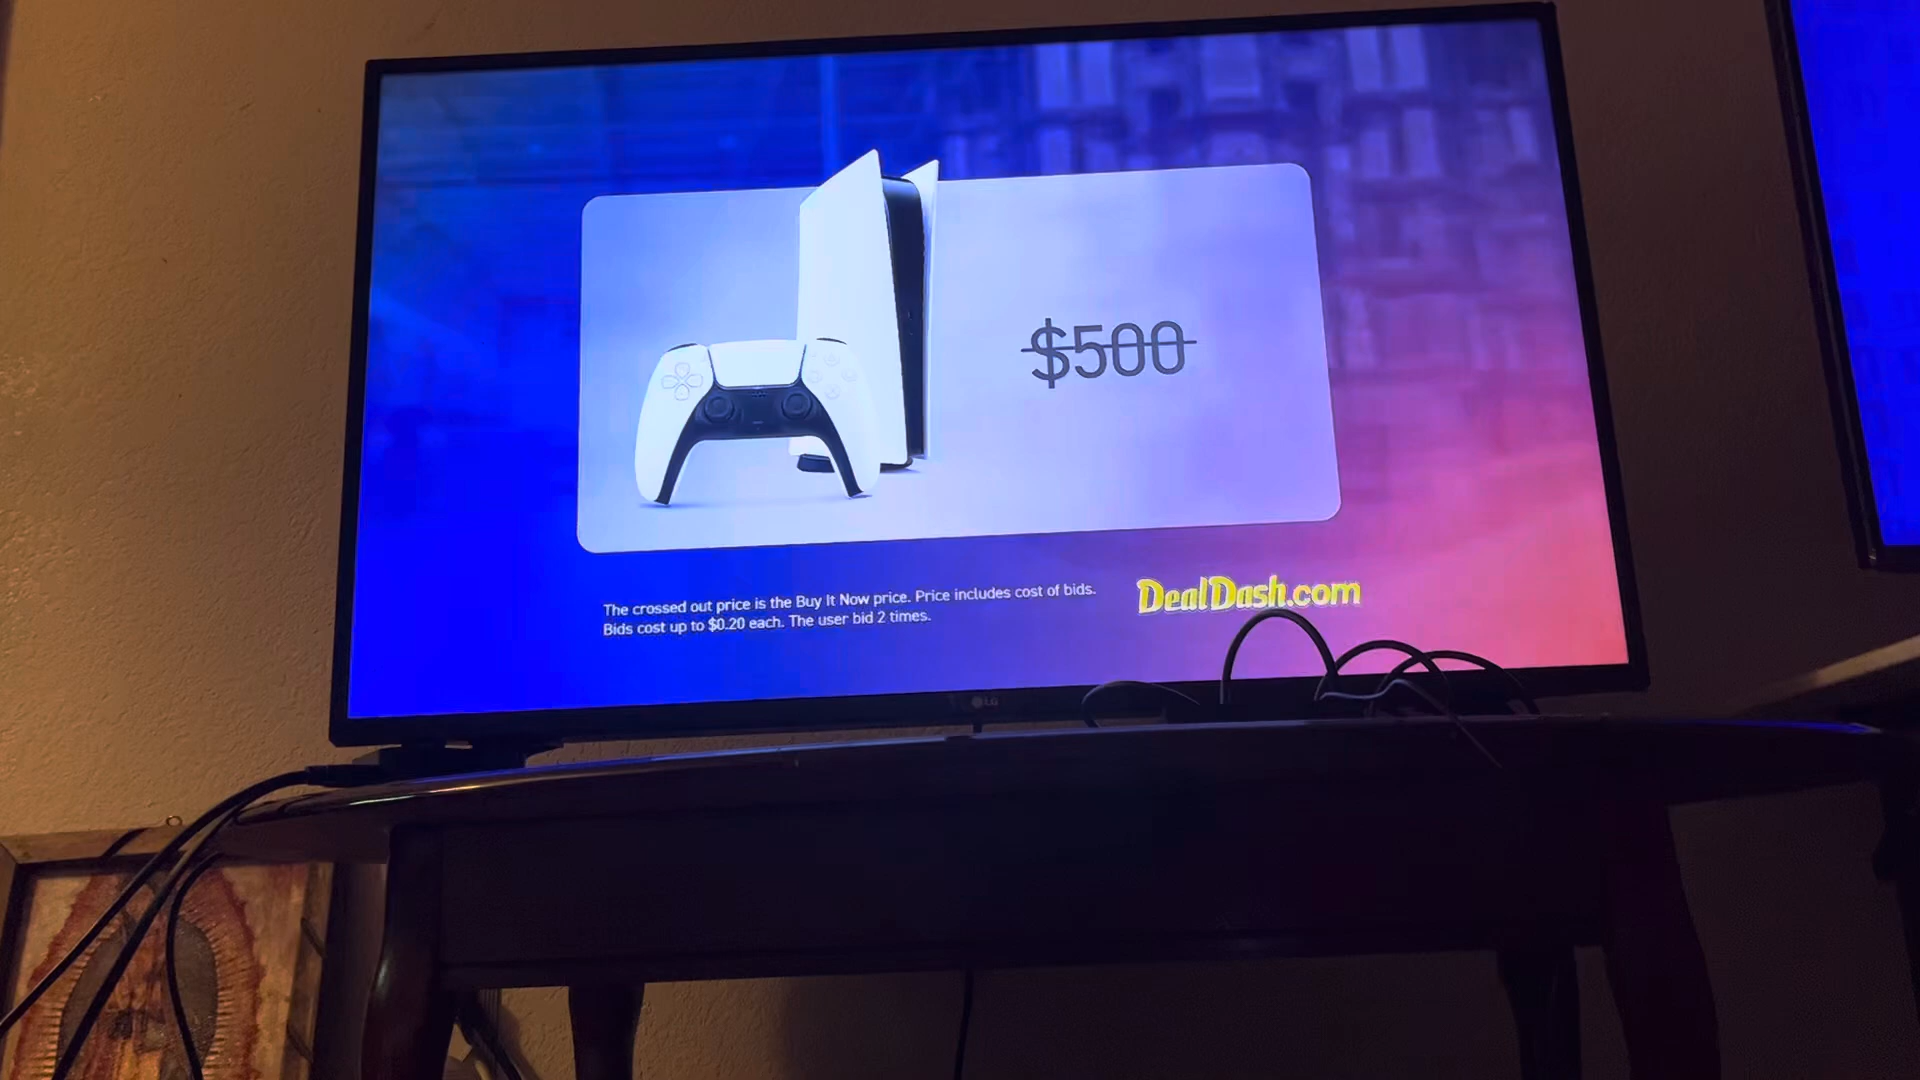 $500
The crossed out price is the Buy It Now price. Price includes cost of bids.
Bids cost up to $0.20 each. The user bid 2 times.
DealDash.com
LG